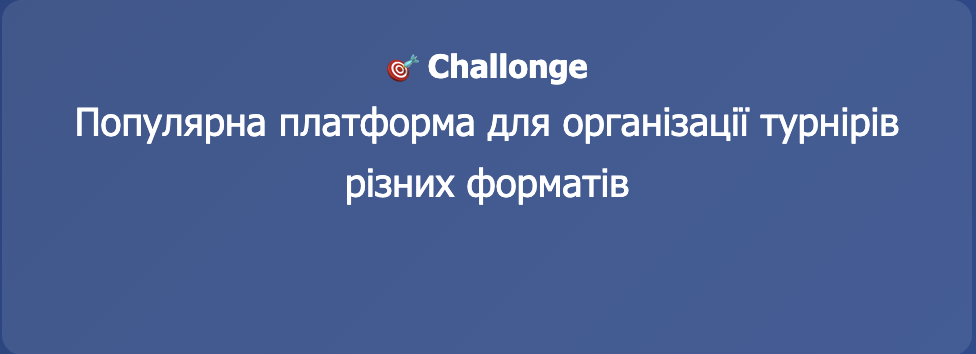 🎯 Challonge
Популярна платформа для організації турнірів
різних форматів